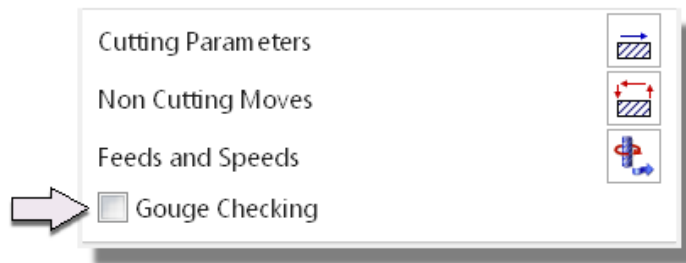 Cutting Parameters
Non Cutting Moves
Feeds and Speeds
Gouge Checking